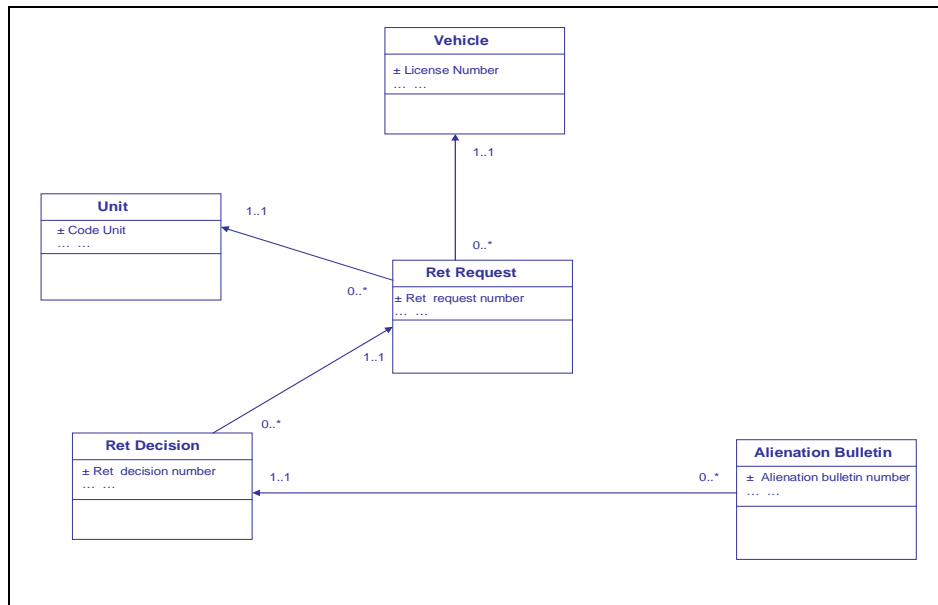 Vehicle
± License Number
... ...
1..1
Unit
1..1
± Code Unit
... ...
0..*
Ret Request
0..*
± Ret request number
... ...
1..1
0..*
Ret Decision
± Ret decision number
... ...
1..1
0..*
Alienation Bulletin
± Alienation bulletin number
... ...